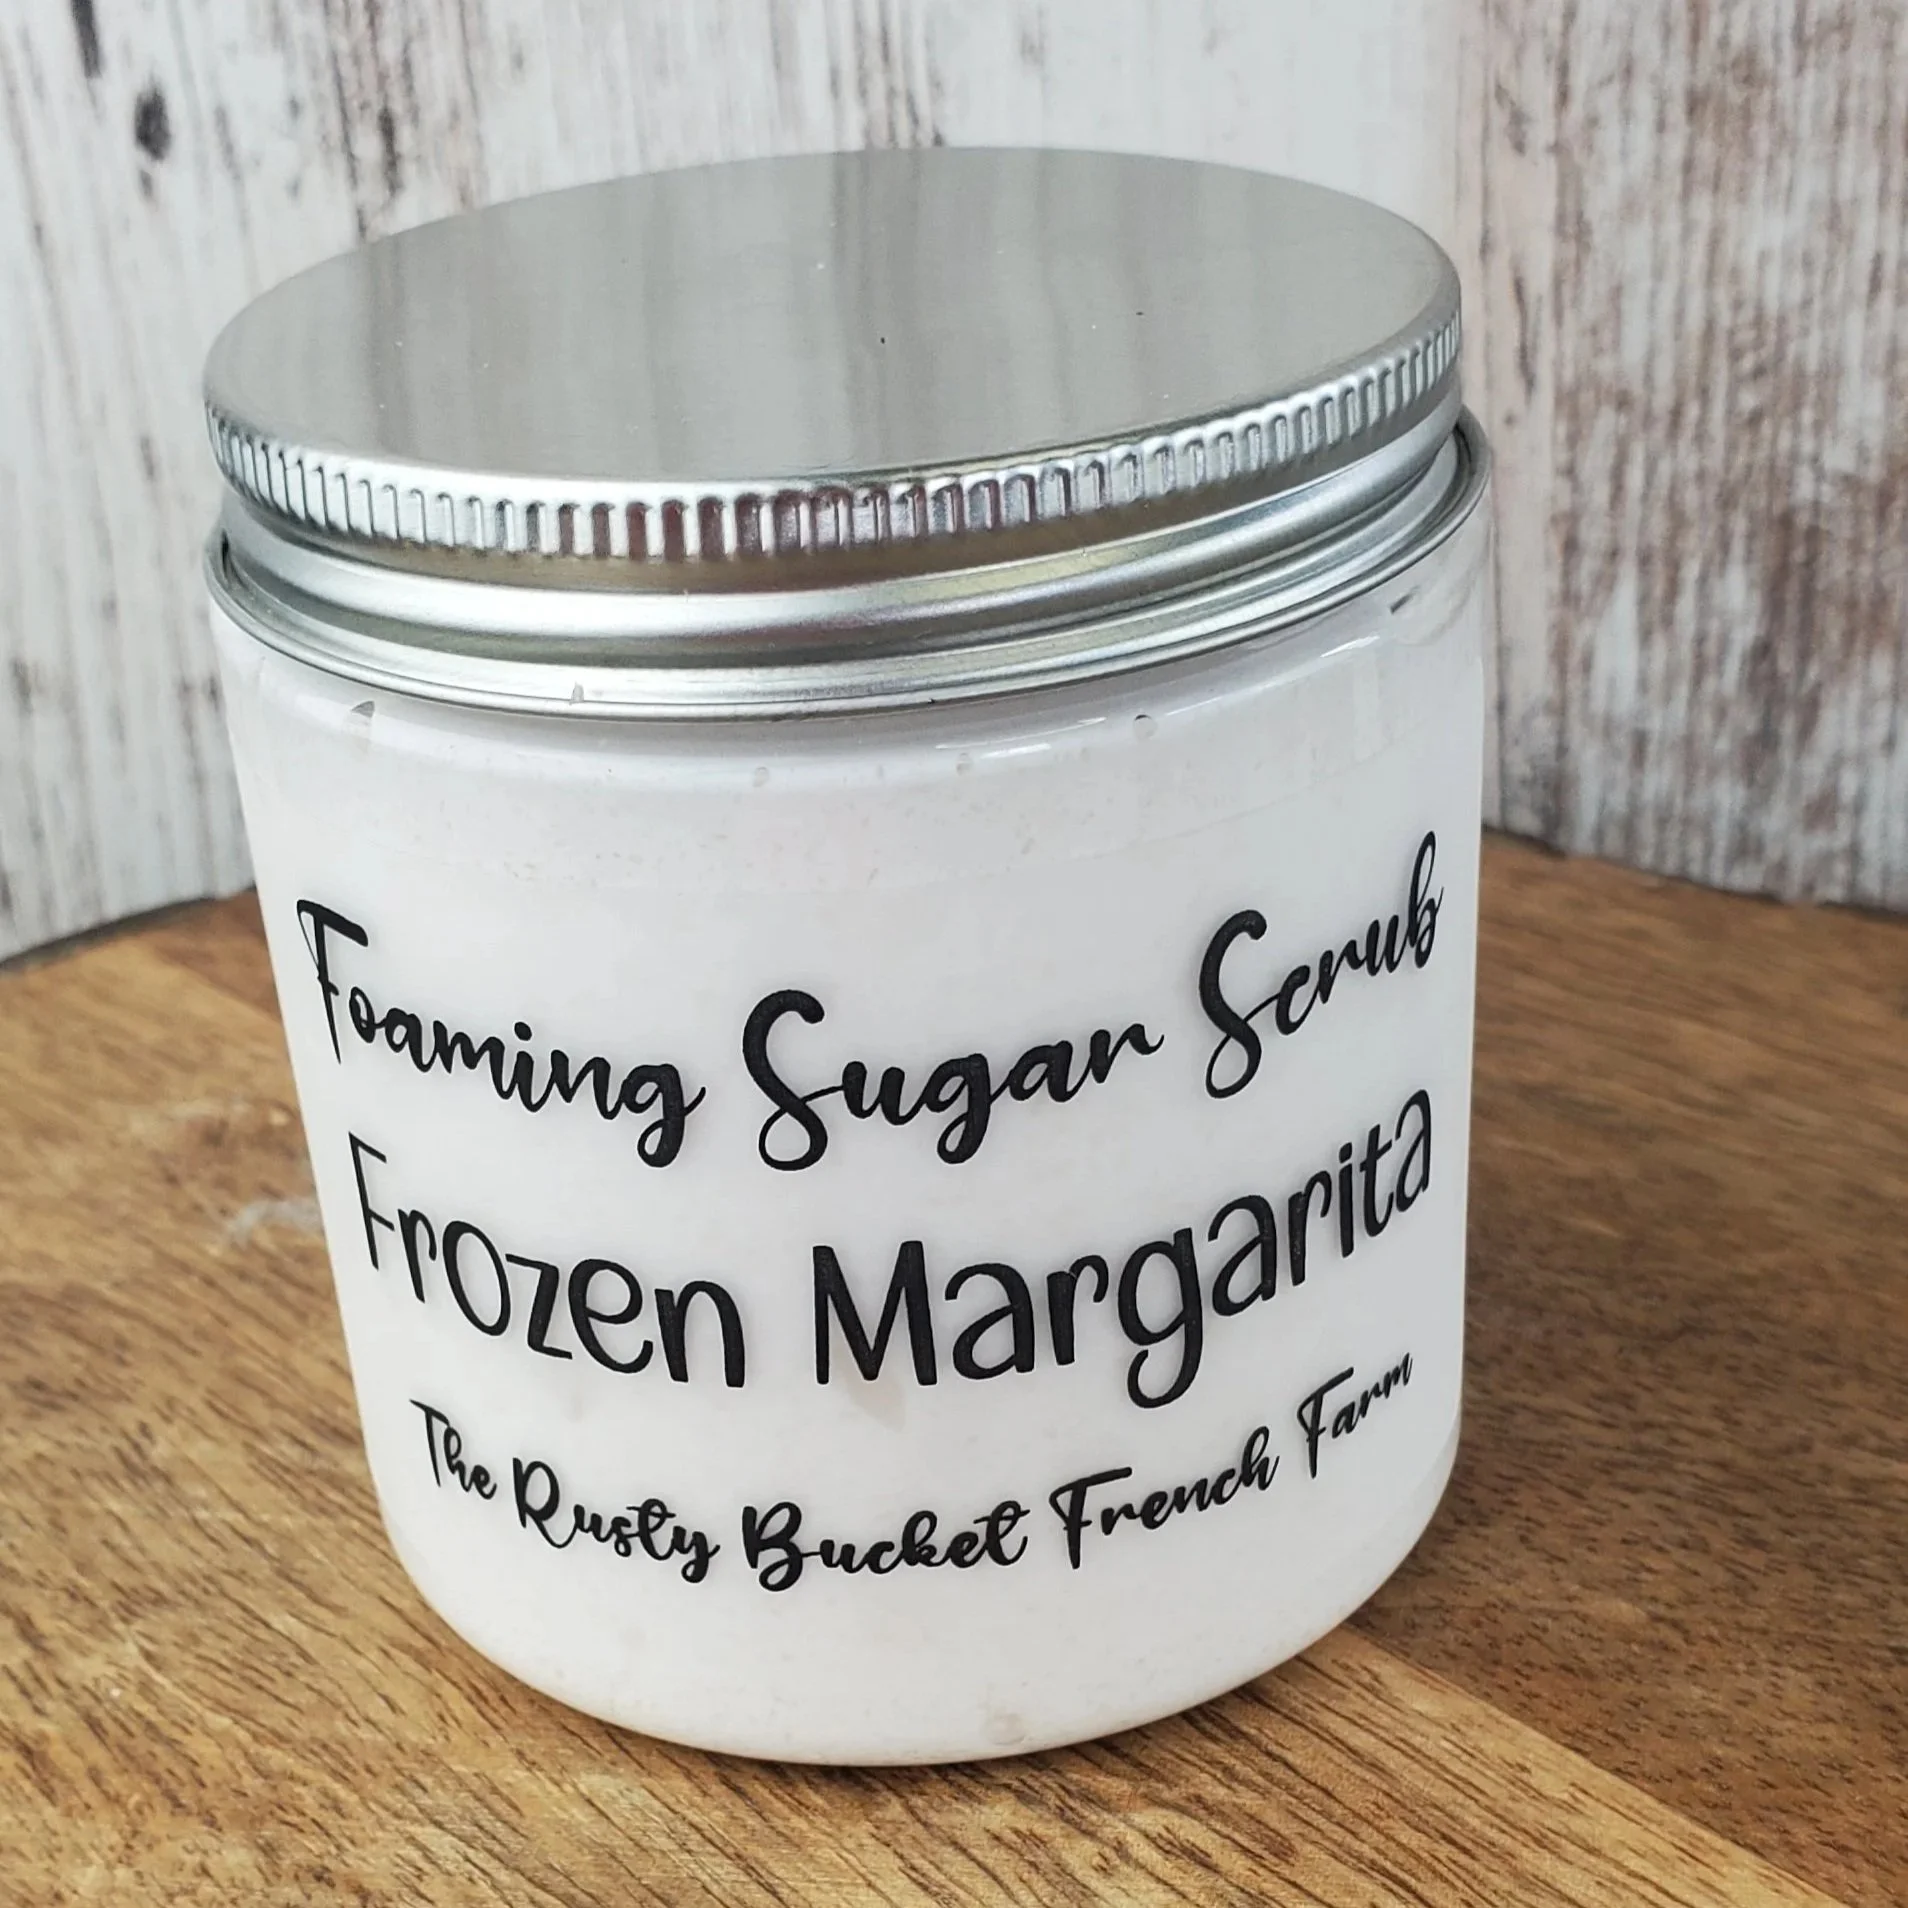 Foaming Sugar Scrub
Frozen Margarita
The Rusty Bucket French Farm